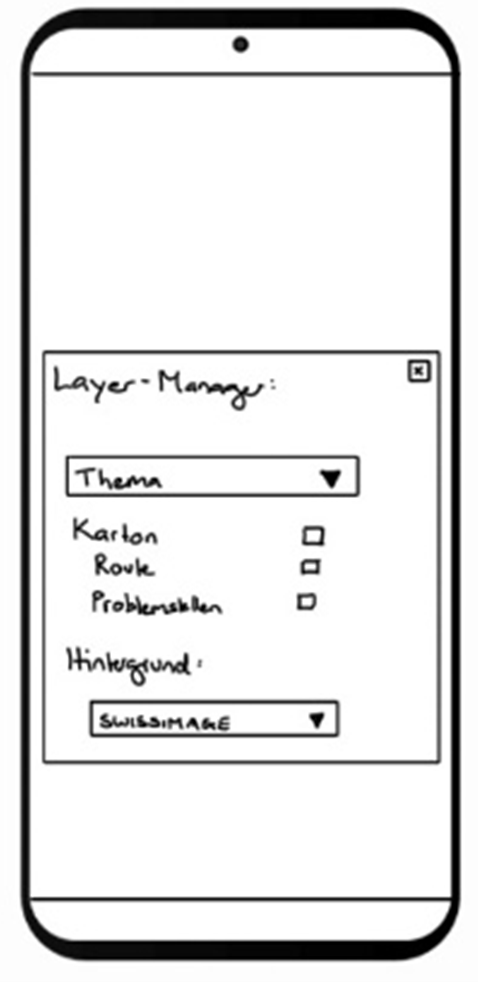 Layer-Manager:
Thema
Karton
Route
Problemstellen
Hintergrund:
SWISSIMAGE